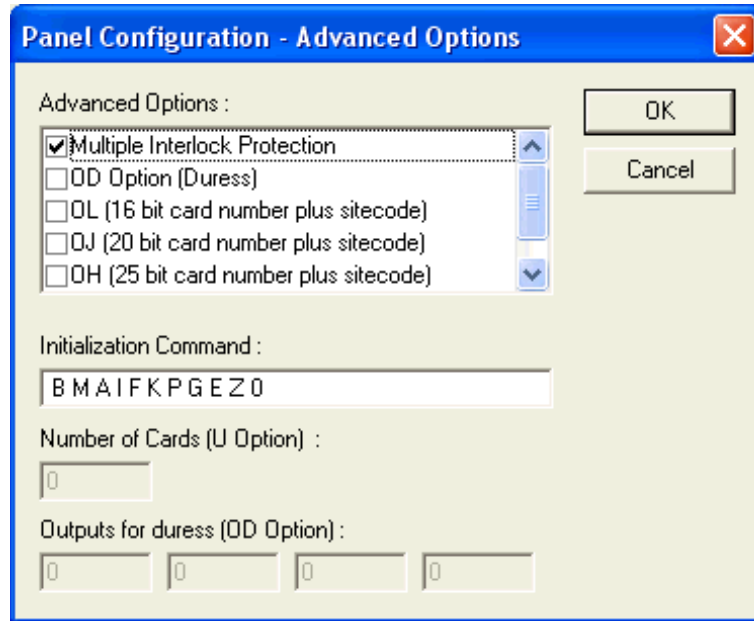 Panel Configuration - Advanced Options
Advanced Options :
OK
Multiple Interlock Protection
Cancel
OD Option (Duress)
OL (16 bit card number plus sitecode)
OJ (20 bit card number plus sitecode)
OH (25 bit card number plus sitecode)
Initialization Command :
B M A I F K P G E Z 0
Number of Cards (U Option) :
0
Outputs for duress (OD Option) :
0 0 0 0